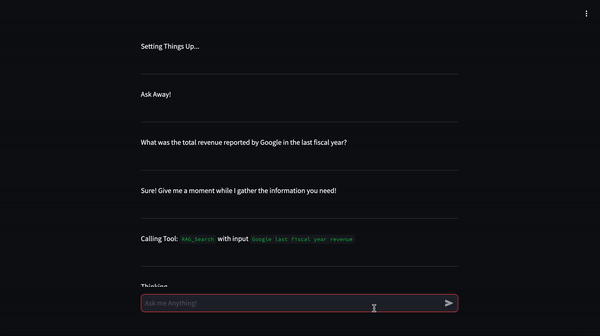 Setting Things Up...
Ask Away!
What was the total revenue reported by Google in the last fiscal year?
Sure! Give me a moment while I gather the information you need!
Calling Tool: RAG_Search with input Google last fiscal year revenue
Thinking
Ask me Anything!